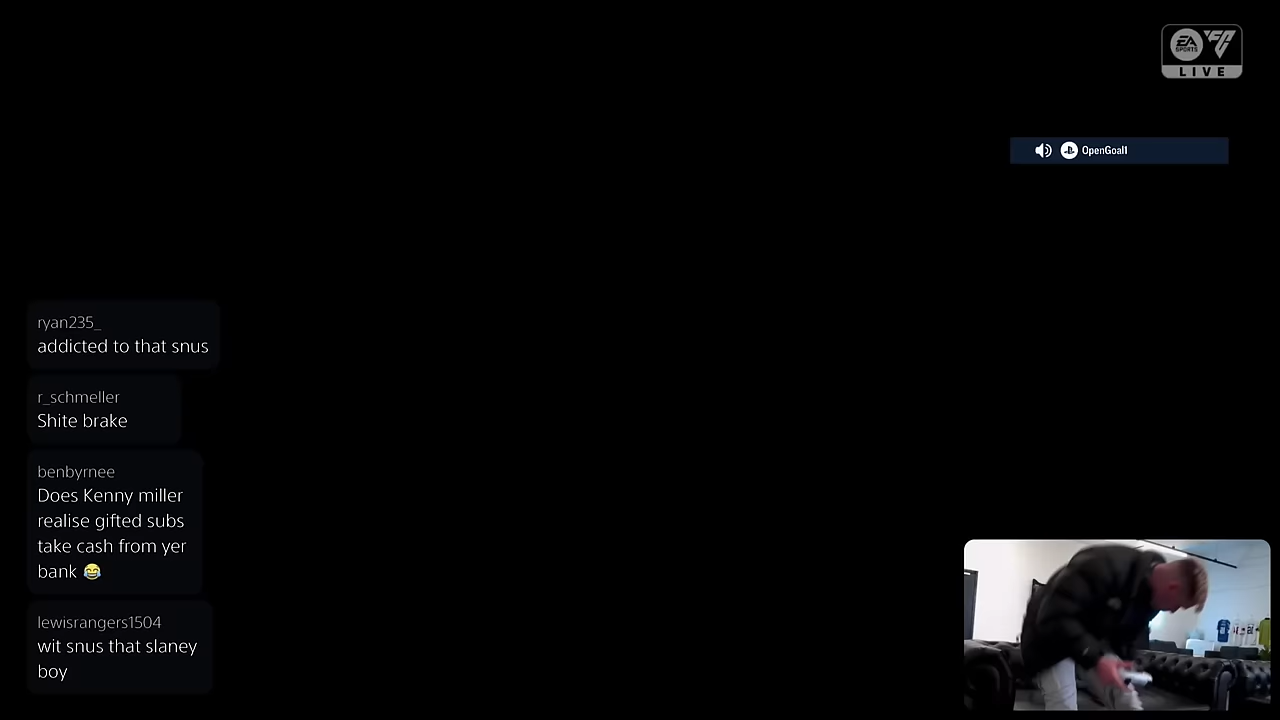 EA
SPORTS
FC
LIVE
OpenGoall
ryan235_
addicted to that snus
r_schmeller
Shite brake
benbyrnee
Does Kenny miller
realise gifted subs
take cash from yer
bank 😂
lewisrangers1504
wit snus that slaney
boy